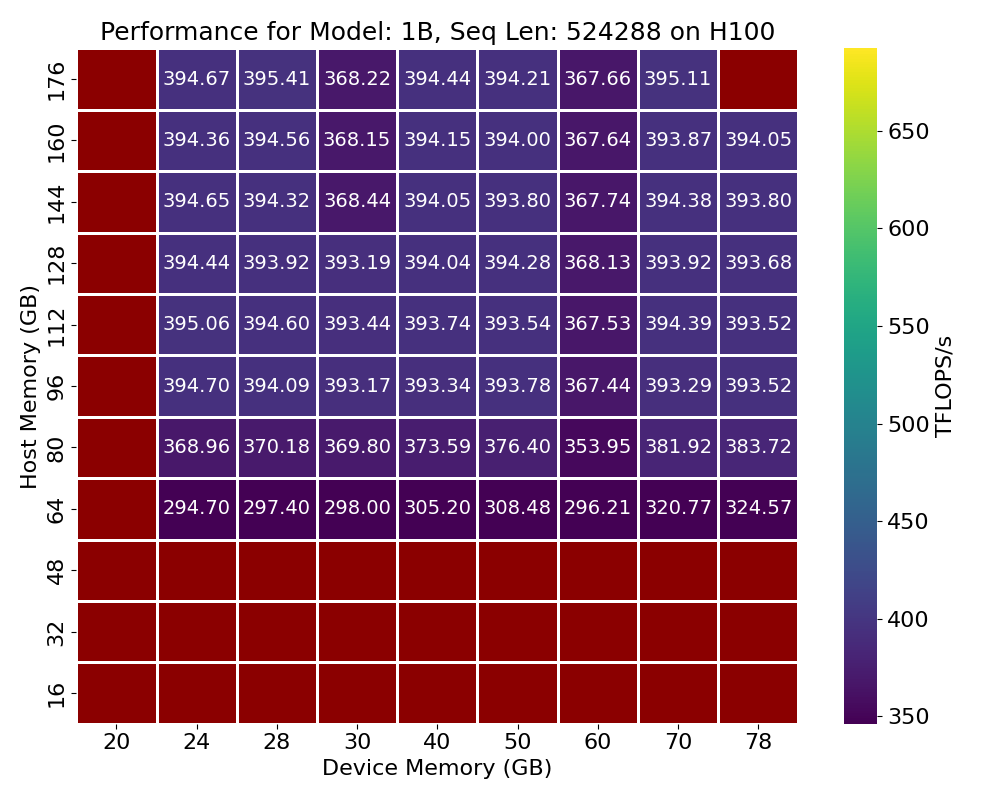 Performance for Model: 1B, Seq Len: 524288 on H100
Host Memory (GB)
176 394.67 395.41 368.22 394.44 394.21 367.66 395.11
160 394.36 394.56 368.15 394.15 394.00 367.64 393.87 394.05
144 394.65 394.32 368.44 394.05 393.80 367.74 394.38 393.80
128 394.44 393.92 393.19 394.04 394.28 368.13 393.92 393.68
112 395.06 394.60 393.44 393.74 393.54 367.53 394.39 393.52
96 394.70 394.09 393.17 393.34 393.78 367.44 393.29 393.52
80 368.96 370.18 369.80 373.59 376.40 353.95 381.92 383.72
64 294.70 297.40 298.00 305.20 308.48 296.21 320.77 324.57
48
32
16
20 24 28 30 40 50 60 70 78
Device Memory (GB)
650
600
550
500
450
400
350
TFLOPS/s